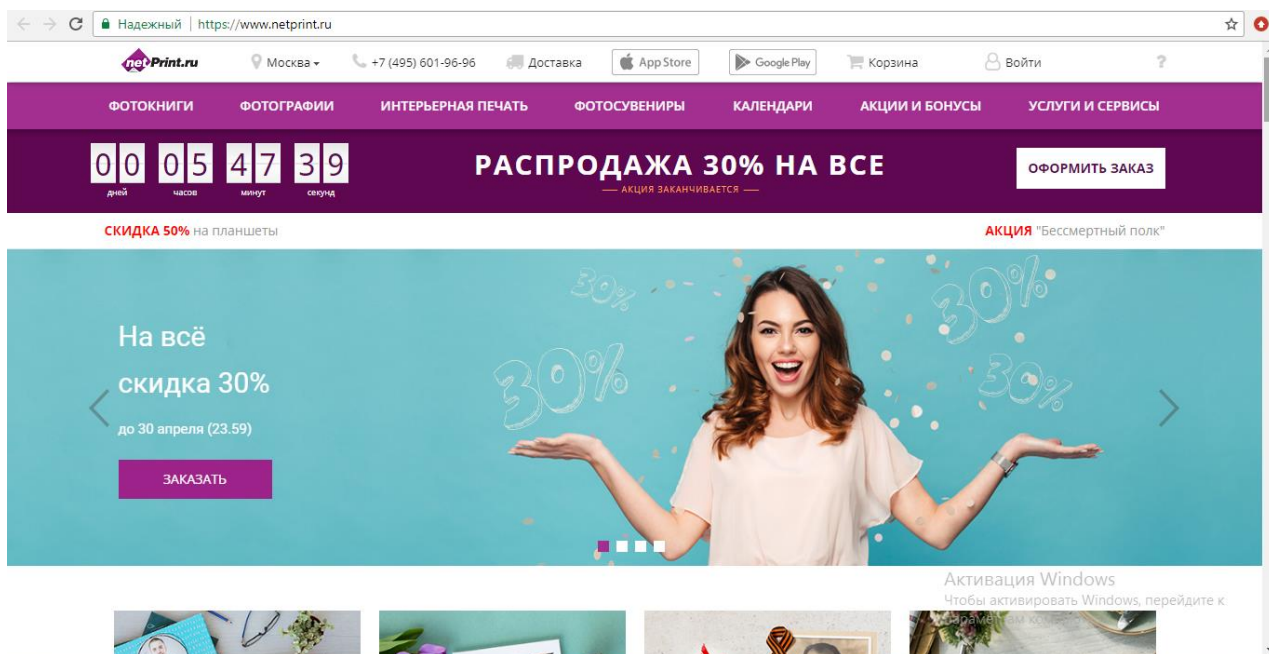 Надежный | https://www.netprint.ru
netPrint.ru Москва +7 (495) 601-96-96 Доставка App Store Google Play Корзина Войти ?
ФОТОКНИГИ ФОТОГРАФИИ ИНТЕРЬЕРНАЯ ПЕЧАТЬ ФОТОСУВЕНИРЫ КАЛЕНДАРИ АКЦИИ И БОНУСЫ УСЛУГИ И СЕРВИСЫ
00 05 47 39 РАСПРОДАЖА 30% НА ВСЕ ОФОРМИТЬ ЗАКАЗ
дней часов минут секунд АКЦИЯ ЗАКАНЧИВАЕТСЯ
СКИДКА 50% на планшеты АКЦИЯ "Бессмертный полк"
30% 30%
На всё
скидка 30% 30% 30%
до 30 апреля (23.59)
ЗАКАЗАТЬ
Активация Windows
Чтобы активировать Windows, перейдите к
параметрам